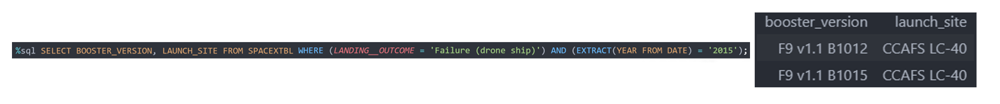 %sql SELECT BOOSTER_VERSION, LAUNCH_SITE FROM SPACEXTBL WHERE (LANDING__OUTCOME = 'Failure (drone ship)') AND (EXTRACT(YEAR FROM DATE) = '2015');
booster_version launch_site
F9 v1.1 B1012 CCAFS LC-40
F9 v1.1 B1015 CCAFS LC-40